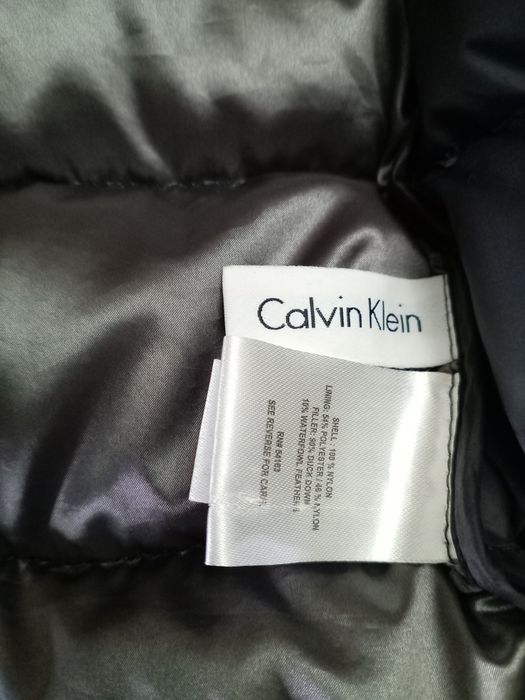 Calvin Klein
SHELL : 100 % NYLON
LINING: 54% POLYESTER / 46 % NYLON
FILLER: 90% DUCK DOWN
10% WATERFOWL FEATHERS
RN# 54163
SEE REVERSE FOR CARE